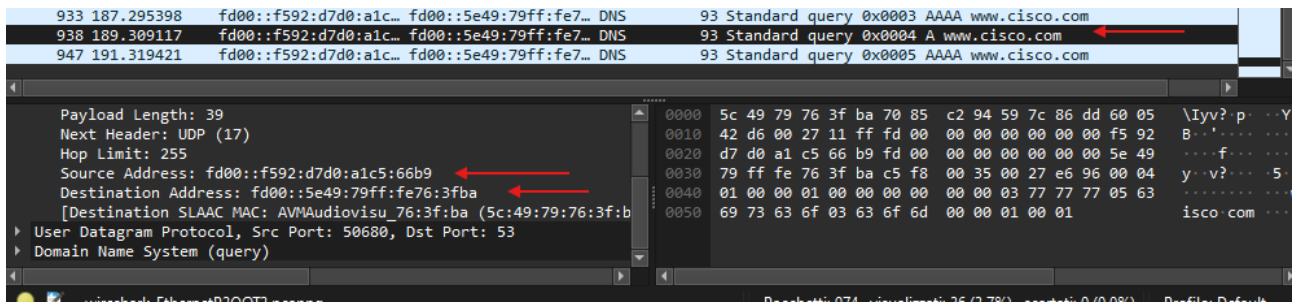 933 187.295398 fd00::f592:d7d0:a1c… fd00::5e49:79ff:fe7… DNS 93 Standard query 0x0003 AAAA www.cisco.com
938 189.309117 fd00::f592:d7d0:a1c… fd00::5e49:79ff:fe7… DNS 93 Standard query 0x0004 A www.cisco.com
947 191.319421 fd00::f592:d7d0:a1c… fd00::5e49:79ff:fe7… DNS 93 Standard query 0x0005 AAAA www.cisco.com
Payload Length: 39
Next Header: UDP (17)
Hop Limit: 255
Source Address: fd00::f592:d7d0:a1c5:66b9
Destination Address: fd00::5e49:79ff:fe76:3fba
[Destination SLAAC MAC: AVMAudiovisu_76:3f:ba (5c:49:79:76:3f:b
User Datagram Protocol, Src Port: 50680, Dst Port: 53
Domain Name System (query)
0000 5c 49 79 76 3f ba 70 85 c2 94 59 7c 86 dd 60 05 \Iyv?·p· ··Y
0010 42 d6 00 27 11 ff fd 00 00 00 00 00 00 00 f5 92 B··'···· ····
0020 d7 d0 a1 c5 66 b9 fd 00 00 00 00 00 00 00 5e 49 ····f··· ····
0030 79 ff fe 76 3f ba c5 f8 00 35 00 27 e6 96 00 04 y··v?··· ·5·
0040 01 00 00 01 00 00 00 00 00 00 03 77 77 77 05 63 ········ ···
0050 69 73 63 6f 03 63 6f 6d 00 00 01 00 01 isco·com ····